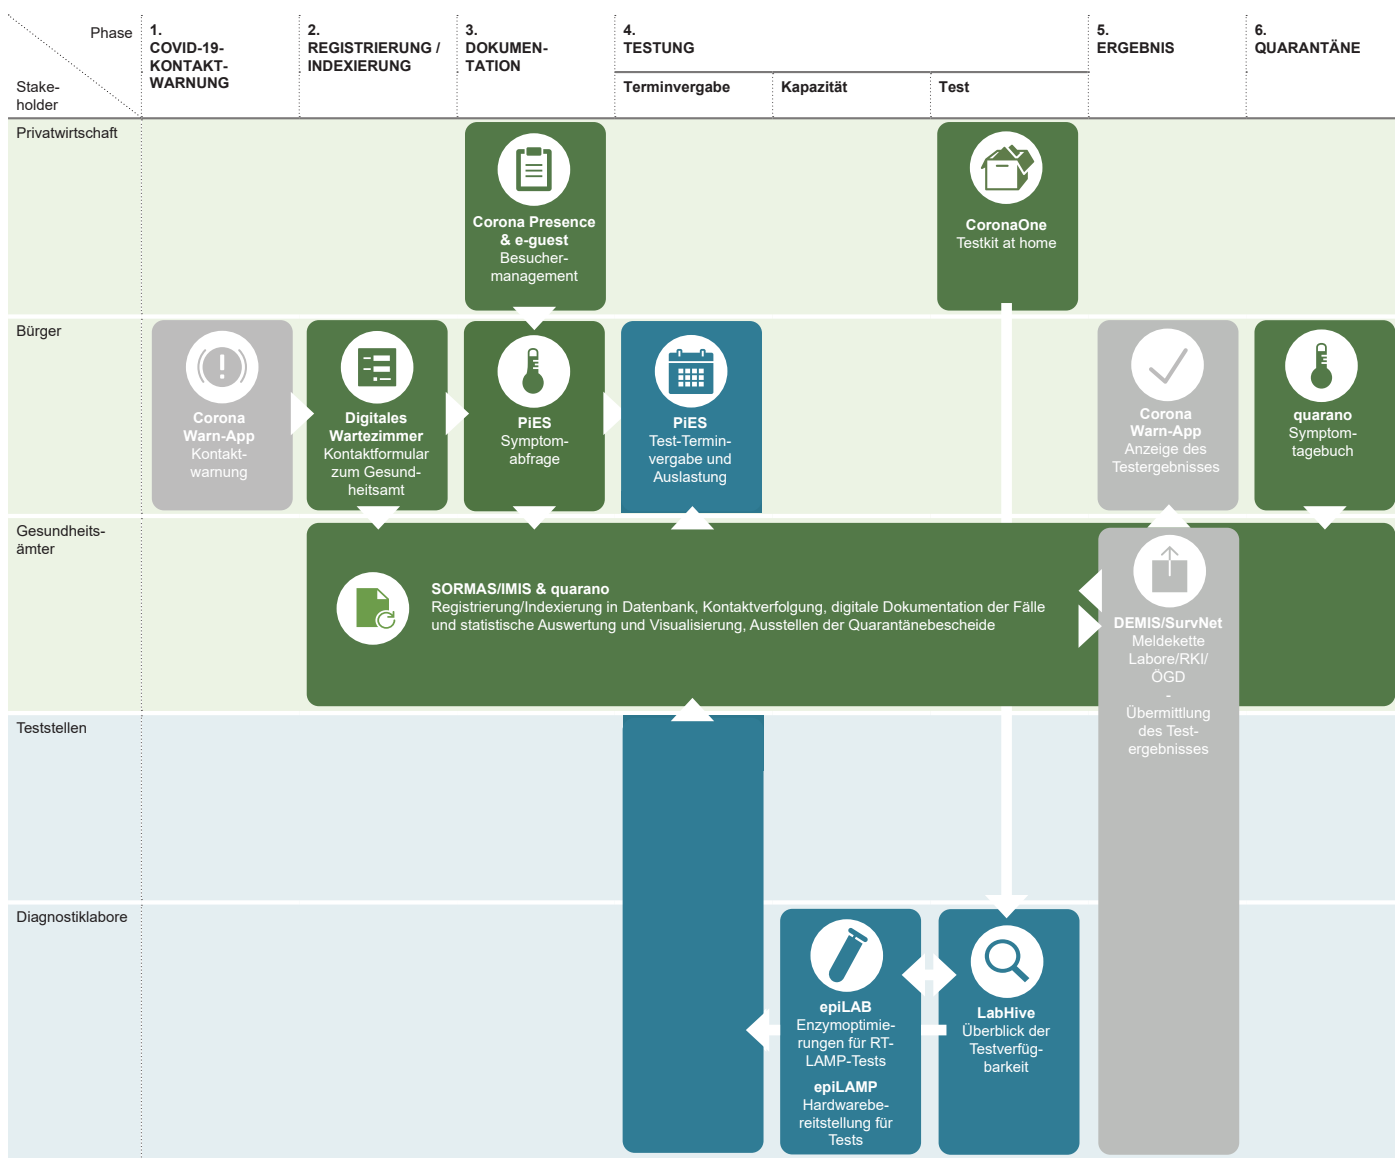 Phase
Stake-
holder
1.
COVID-19-
KONTAKT-
WARNUNG
2.
REGISTRIERUNG /
INDEXIERUNG
3.
DOKUMEN-
TATION
4.
TESTUNG
Terminvergabe
Kapazität
Test
5.
ERGEBNIS
6.
QUARANTÄNE
Privatwirtschaft
Corona Presence
& e-guest
Besucher-
management
CoronaOne
Testkit at home
Bürger
Corona
Warn-App
Kontakt-
warnung
Digitales
Wartezimmer
Kontaktformular
zum Gesund-
heitsamt
PiES
Symptom-
abfrage
PiES
Test-Termin-
vergabe und
Auslastung
Corona
Warn-App
Anzeige des
Testergebnisses
quarano
Symptom-
tagebuch
Gesundheits-
ämter
SORMAS/IMIS & quarano
Registrierung/Indexierung in Datenbank, Kontaktverfolgung, digitale Dokumentation der Fälle
und statistische Auswertung und Visualisierung, Ausstellen der Quarantänebescheide
DEMIS/SurvNet
Meldekette
Labore/RKI/
ÖGD
-
Übermittlung
des Test-
ergebnisses
Teststellen
Diagnostiklabore
epiLAB
Enzymoptimie-
rungen für RT-
LAMP-Tests
epiLAMP
Hardwarebe-
reitstellung für
Tests
LabHive
Überblick der
Testverfüg-
barkeit